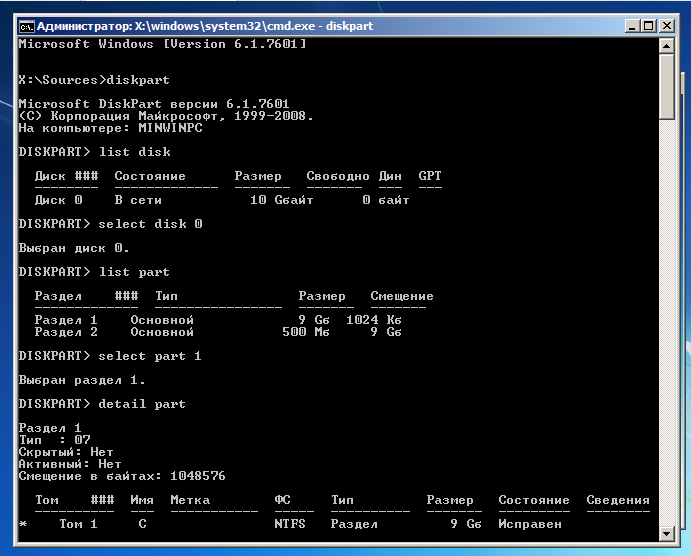 Администратор: X:\windows\system32\cmd.exe - diskpart
Microsoft Windows [Version 6.1.7601]
X:\Sources>diskpart
Microsoft DiskPart версии 6.1.7601
(C) Корпорация Майкрософт, 1999-2008.
На компьютере: MINWINPC
DISKPART> list disk
Диск ### Состояние Размер Свободно Дин GPT
-------- ------------- ------- ------- --- ---
Диск 0 В сети 10 Gбайт 0 байт
DISKPART> select disk 0
Выбран диск 0.
DISKPART> list part
Раздел ### Тип Размер Смещение
------------- ---------------- ------- -------
Раздел 1 Основной 9 Gб 1024 Kб
Раздел 2 Основной 500 Mб 9 Gб
DISKPART> select part 1
Выбран раздел 1.
DISKPART> detail part
Раздел 1
Тип : 07
Скрытый: Нет
Активный: Нет
Смещение в байтах: 1048576
Том ### Имя Метка ФС Тип Размер Состояние Сведения
---------- --- ----------- ----- ---------- ------- --------- --------
* Том 1 C NTFS Раздел 9 Gб Исправен